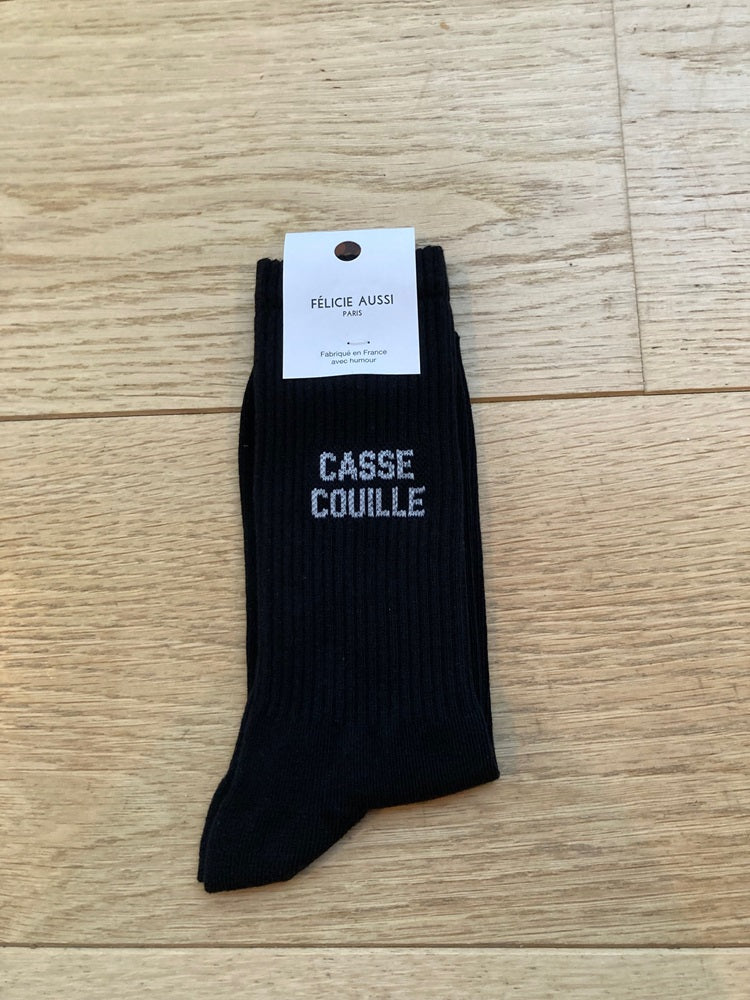 FÉLICIE AUSSI
PARIS
Fabriqué en France
avec humour
CASSE
COUILLE